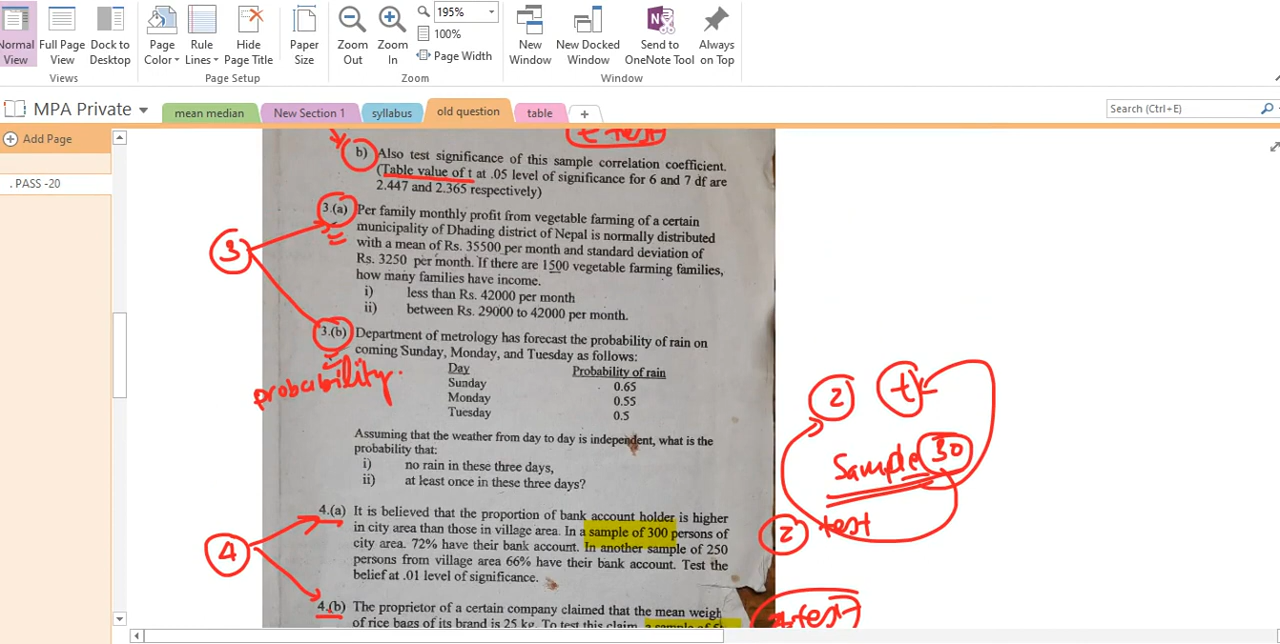 195%
100%
Page Width
Normal View
Full Page View
Dock to Desktop
Page Color
Rule Lines
Hide Page Title
Paper Size
Zoom Out
Zoom In
New Window
New Docked Window
Send to OneNote Tool
Always on Top
Views
Page Setup
Zoom
Window
MPA Private
mean median
New Section 1
syllabus
old question
table
Search (Ctrl+E)
Add Page
. PASS -20
t test
b) Also test significance of this sample correlation coefficient.
(Table value of t at .05 level of significance for 6 and 7 df are
2.447 and 2.365 respectively)
3.(a) Per family monthly profit from vegetable farming of a certain
municipality of Dhading district of Nepal is normally distributed
with a mean of Rs. 35500 per month and standard deviation of
Rs. 3250 per month. If there are 1500 vegetable farming families,
how many families have income.
i) less than Rs. 42000 per month
ii) between Rs. 29000 to 42000 per month.
3
3.(b) Department of metrology has forecast the probability of rain on
coming Sunday, Monday, and Tuesday as follows:
probability.
Day Probability of rain
Sunday 0.65
Monday 0.55
Tuesday 0.5
Assuming that the weather from day to day is independent, what is the
probability that:
i) no rain in these three days,
ii) at least once in these three days?
z t
Sample 30
z test
4
4.(a) It is believed that the proportion of bank account holder is higher
in city area than those in village area. In a sample of 300 persons of
city area. 72% have their bank account. In another sample of 250
persons from village area 66% have their bank account. Test the
belief at .01 level of significance.
4.(b) The proprietor of a certain company claimed that the mean weigh
of rice bags of its brand is 25 kg. To test this claim, a sample of
test